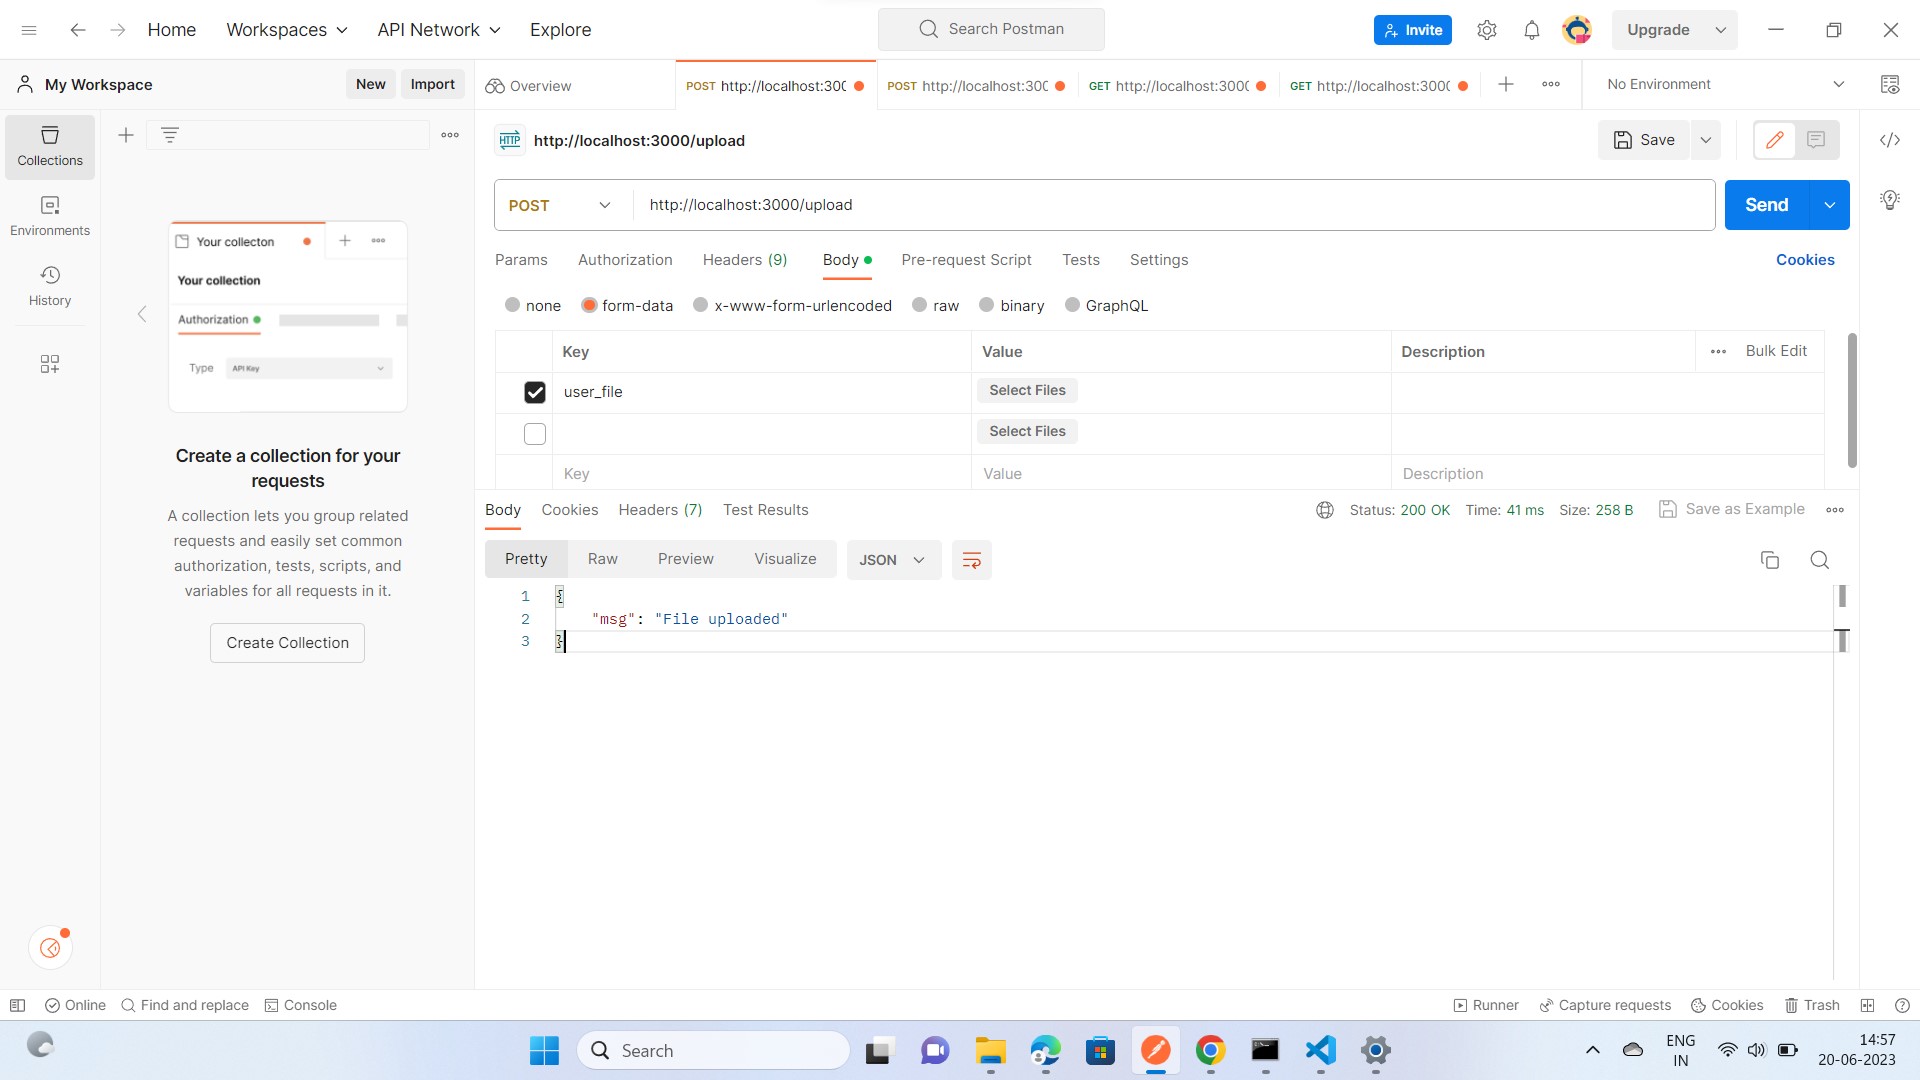 Home Workspaces API Network Explore Search Postman Invite Upgrade
My Workspace New Import Overview POST http://localhost:300 POST http://localhost:300 GET http://localhost:3000 GET http://localhost:3000 No Environment
Collections
Environments
History
Your collecton
Your collection
Authorization
Type API Key
Create a collection for your
requests
A collection lets you group related
requests and easily set common
authorization, tests, scripts, and
variables for all requests in it.
Create Collection
HTTP http://localhost:3000/upload Save
POST http://localhost:3000/upload Send
Params Authorization Headers (9) Body Pre-request Script Tests Settings Cookies
none form-data x-www-form-urlencoded raw binary GraphQL
Key Value Description Bulk Edit
user_file Select Files
Select Files
Key Value Description
Body Cookies Headers (7) Test Results Status: 200 OK Time: 41 ms Size: 258 B Save as Example
Pretty Raw Preview Visualize JSON
1 {
2 "msg": "File uploaded"
3 }
Online Find and replace Console Runner Capture requests Cookies Trash
Search ENG 14:57
IN 20-06-2023